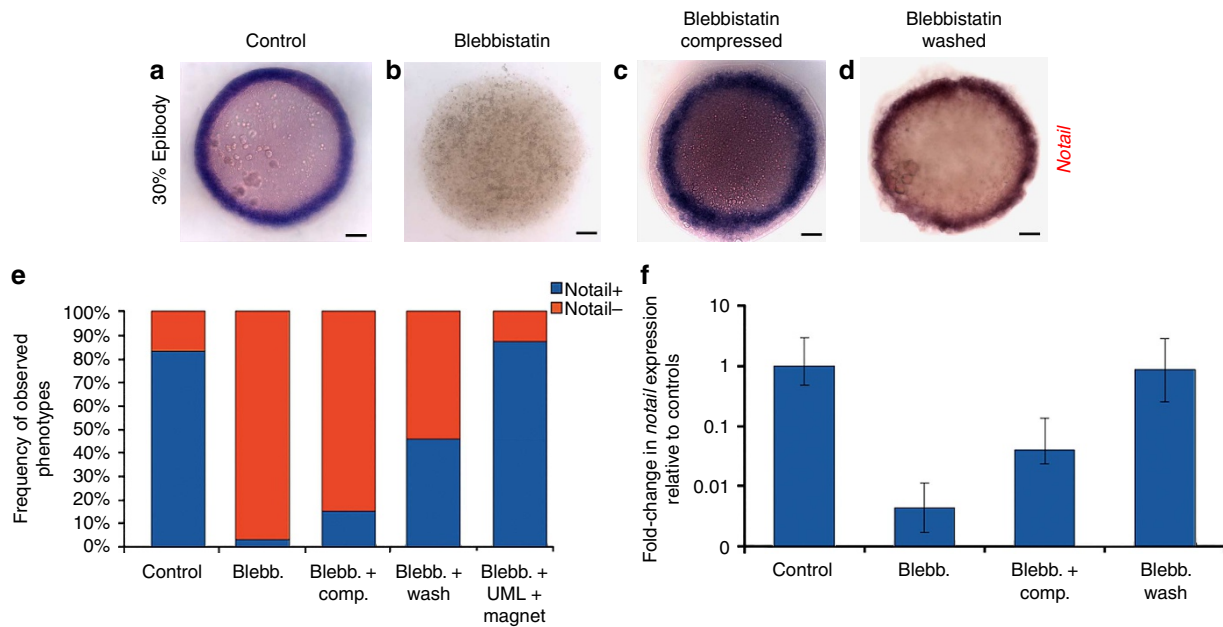 Control
Blebbistatin
Blebbistatin
compressed
Blebbistatin
washed
a
b
c
d
30% Epibody
Notail
e
Notail+
Notail–
Frequency of observed
phenotypes
100%
90%
80%
70%
60%
50%
40%
30%
20%
10%
0%
Control
Blebb.
Blebb. +
comp.
Blebb. +
wash
Blebb. +
UML +
magnet
f
Fold-change in notail expression
relative to controls
10
1
0.1
0.01
0
Control
Blebb.
Blebb. +
comp.
Blebb.
wash